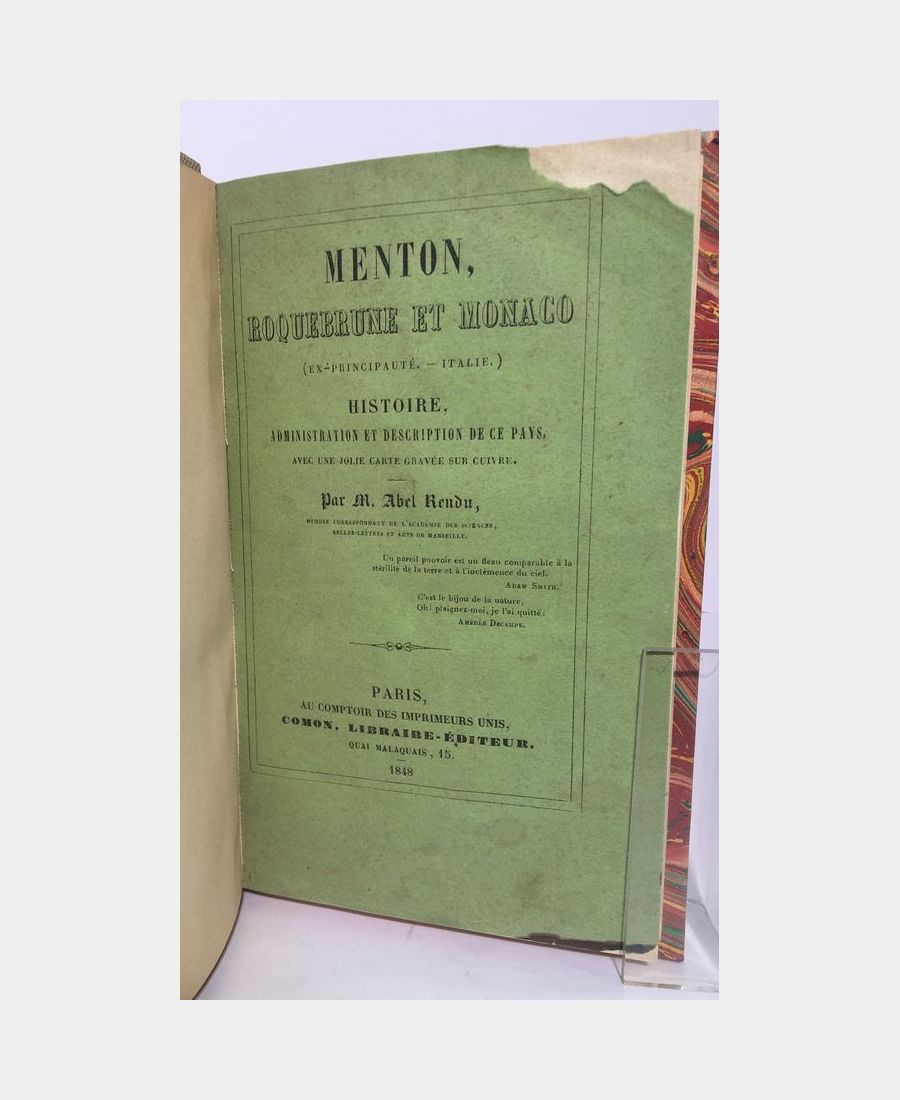 MENTON,
ROQUEBRUNE ET MONACO
(EX-PRINCIPAUTÉ. — ITALIE.)
HISTOIRE,
ADMINISTRATION ET DESCRIPTION DE CE PAYS,
AVEC UNE JOLIE CARTE GRAVÉE SUR CUIVRE.
Par M. Abel Rendu,
MEMBRE CORRESPONDANT DE L'ACADÉMIE DES SCIENCES,
BELLES-LETTRES ET ARTS DE MARSEILLE.
Un pareil pouvoir est un fléau comparable à la
stérilité de la terre et à l'inclémence du ciel.
ADAM SMITH.
C'est le bijou de la nature,
Oh! plaignez-moi, je l'ai quitté!
AMÉDÉE DECAMPE.
PARIS,
AU COMPTOIR DES IMPRIMEURS UNIS,
COMON, LIBRAIRE-ÉDITEUR,
QUAI MALAQUAIS, 15.
1848